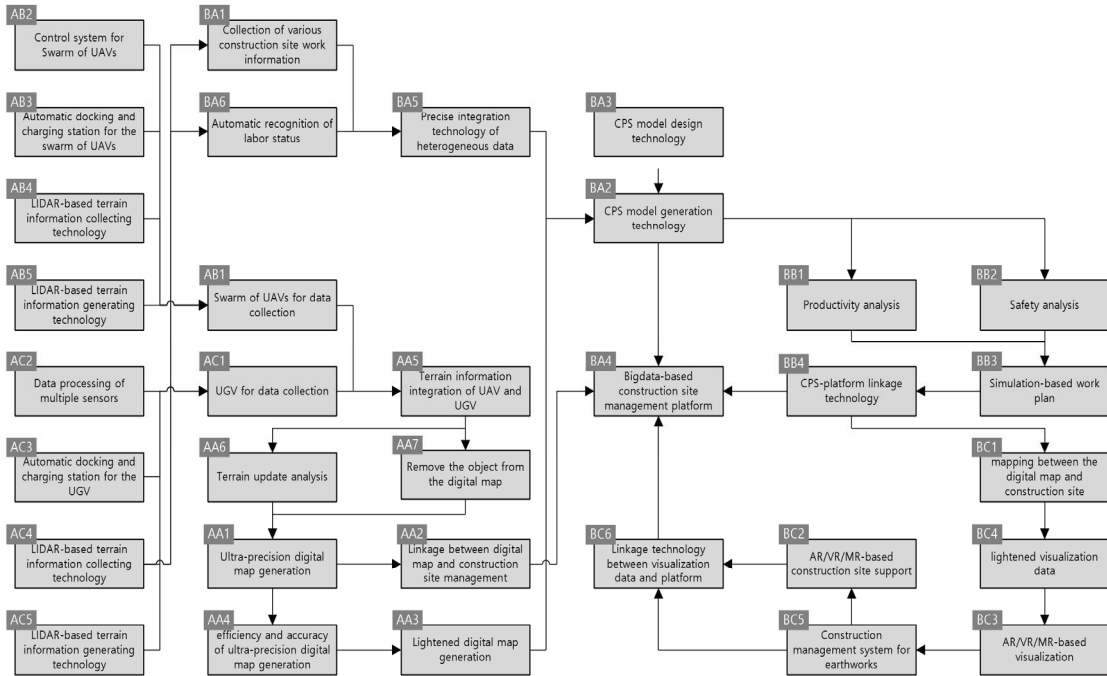 AB2
Control system for
Swarm of UAVs
AB3
Automatic docking and
charging station for the
swarm of UAVs
AB4
LIDAR-based terrain
information collecting
technology
AB5
LIDAR-based terrain
information generating
technology
AC2
Data processing of
multiple sensors
AC3
Automatic docking and
charging station for the
UGV
AC4
LIDAR-based terrain
information collecting
technology
AC5
LIDAR-based terrain
information generating
technology
BA1
Collection of various
construction site work
information
BA6
Automatic recognition of
labor status
AB1
Swarm of UAVs for data
collection
AC1
UGV for data collection
AA6
Terrain update analysis
AA1
Ultra-precision digital
map generation
AA4
efficiency and accuracy
of ultra-precision digital
map generation
BA5
Precise integration
technology of
heterogeneous data
AA5
Terrain information
integration of UAV and
UGV
AA7
Remove the object from
the digital map
AA2
Linkage between digital
map and construction
site management
AA3
Lightened digital map
generation
BA3
CPS model design
technology
BA2
CPS model generation
technology
BA4
Bigdata-based
construction site
management platform
BC6
Linkage technology
between visualization
data and platform
BB1
Productivity analysis
BB4
CPS-platform linkage
technology
BC2
AR/VR/MR-based
construction site support
BC5
Construction
management system for
earthworks
BB2
Safety analysis
BB3
Simulation-based work
plan
BC1
mapping between the
digital map and
construction site
BC4
lightened visualization
data
BC3
AR/VR/MR-based
visualization